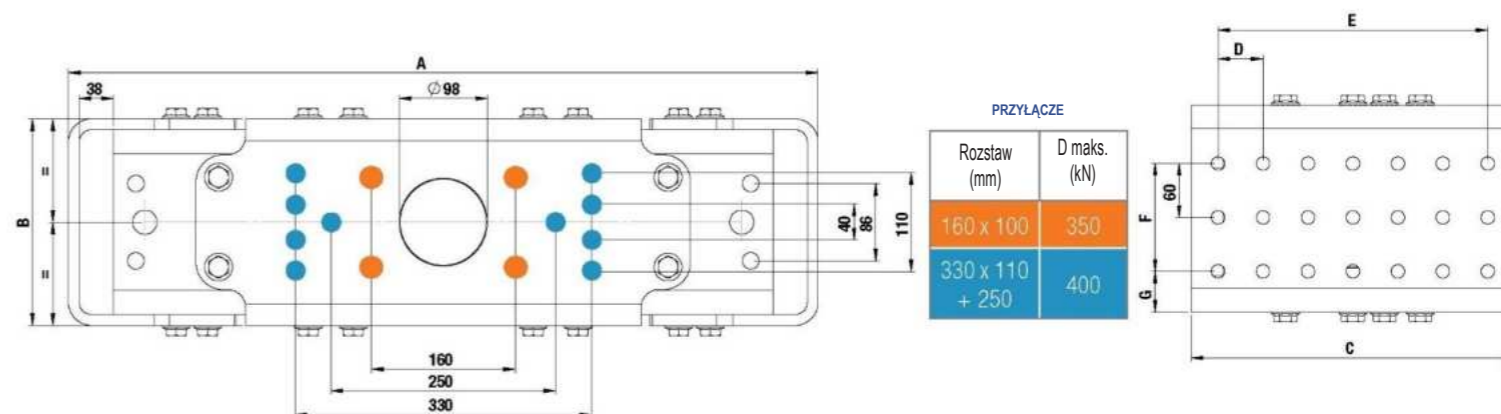 A
38
Ø 98
B
=
=
40
86
110
160
250
330
PRZYŁĄCZE
Rozstaw (mm)
D maks. (kN)
160 x 100
350
330 x 110 + 250
400
E
D
60
F
G
C